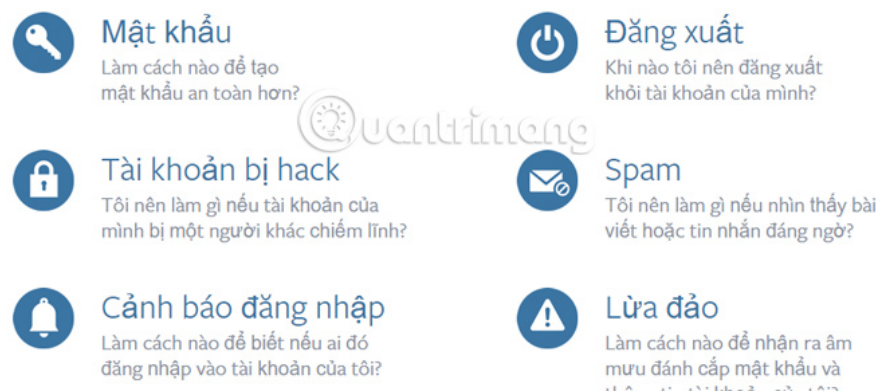 Mật khẩu
Làm cách nào để tạo
mật khẩu an toàn hơn?
Đăng xuất
Khi nào tôi nên đăng xuất
khỏi tài khoản của mình?
Quantrimang
Tài khoản bị hack
Tôi nên làm gì nếu tài khoản của
mình bị một người khác chiếm lĩnh?
Spam
Tôi nên làm gì nếu nhìn thấy bài
viết hoặc tin nhắn đáng ngờ?
Cảnh báo đăng nhập
Làm cách nào để biết nếu ai đó
đăng nhập vào tài khoản của tôi?
Lừa đảo
Làm cách nào để nhận ra âm
mưu đánh cắp mật khẩu và